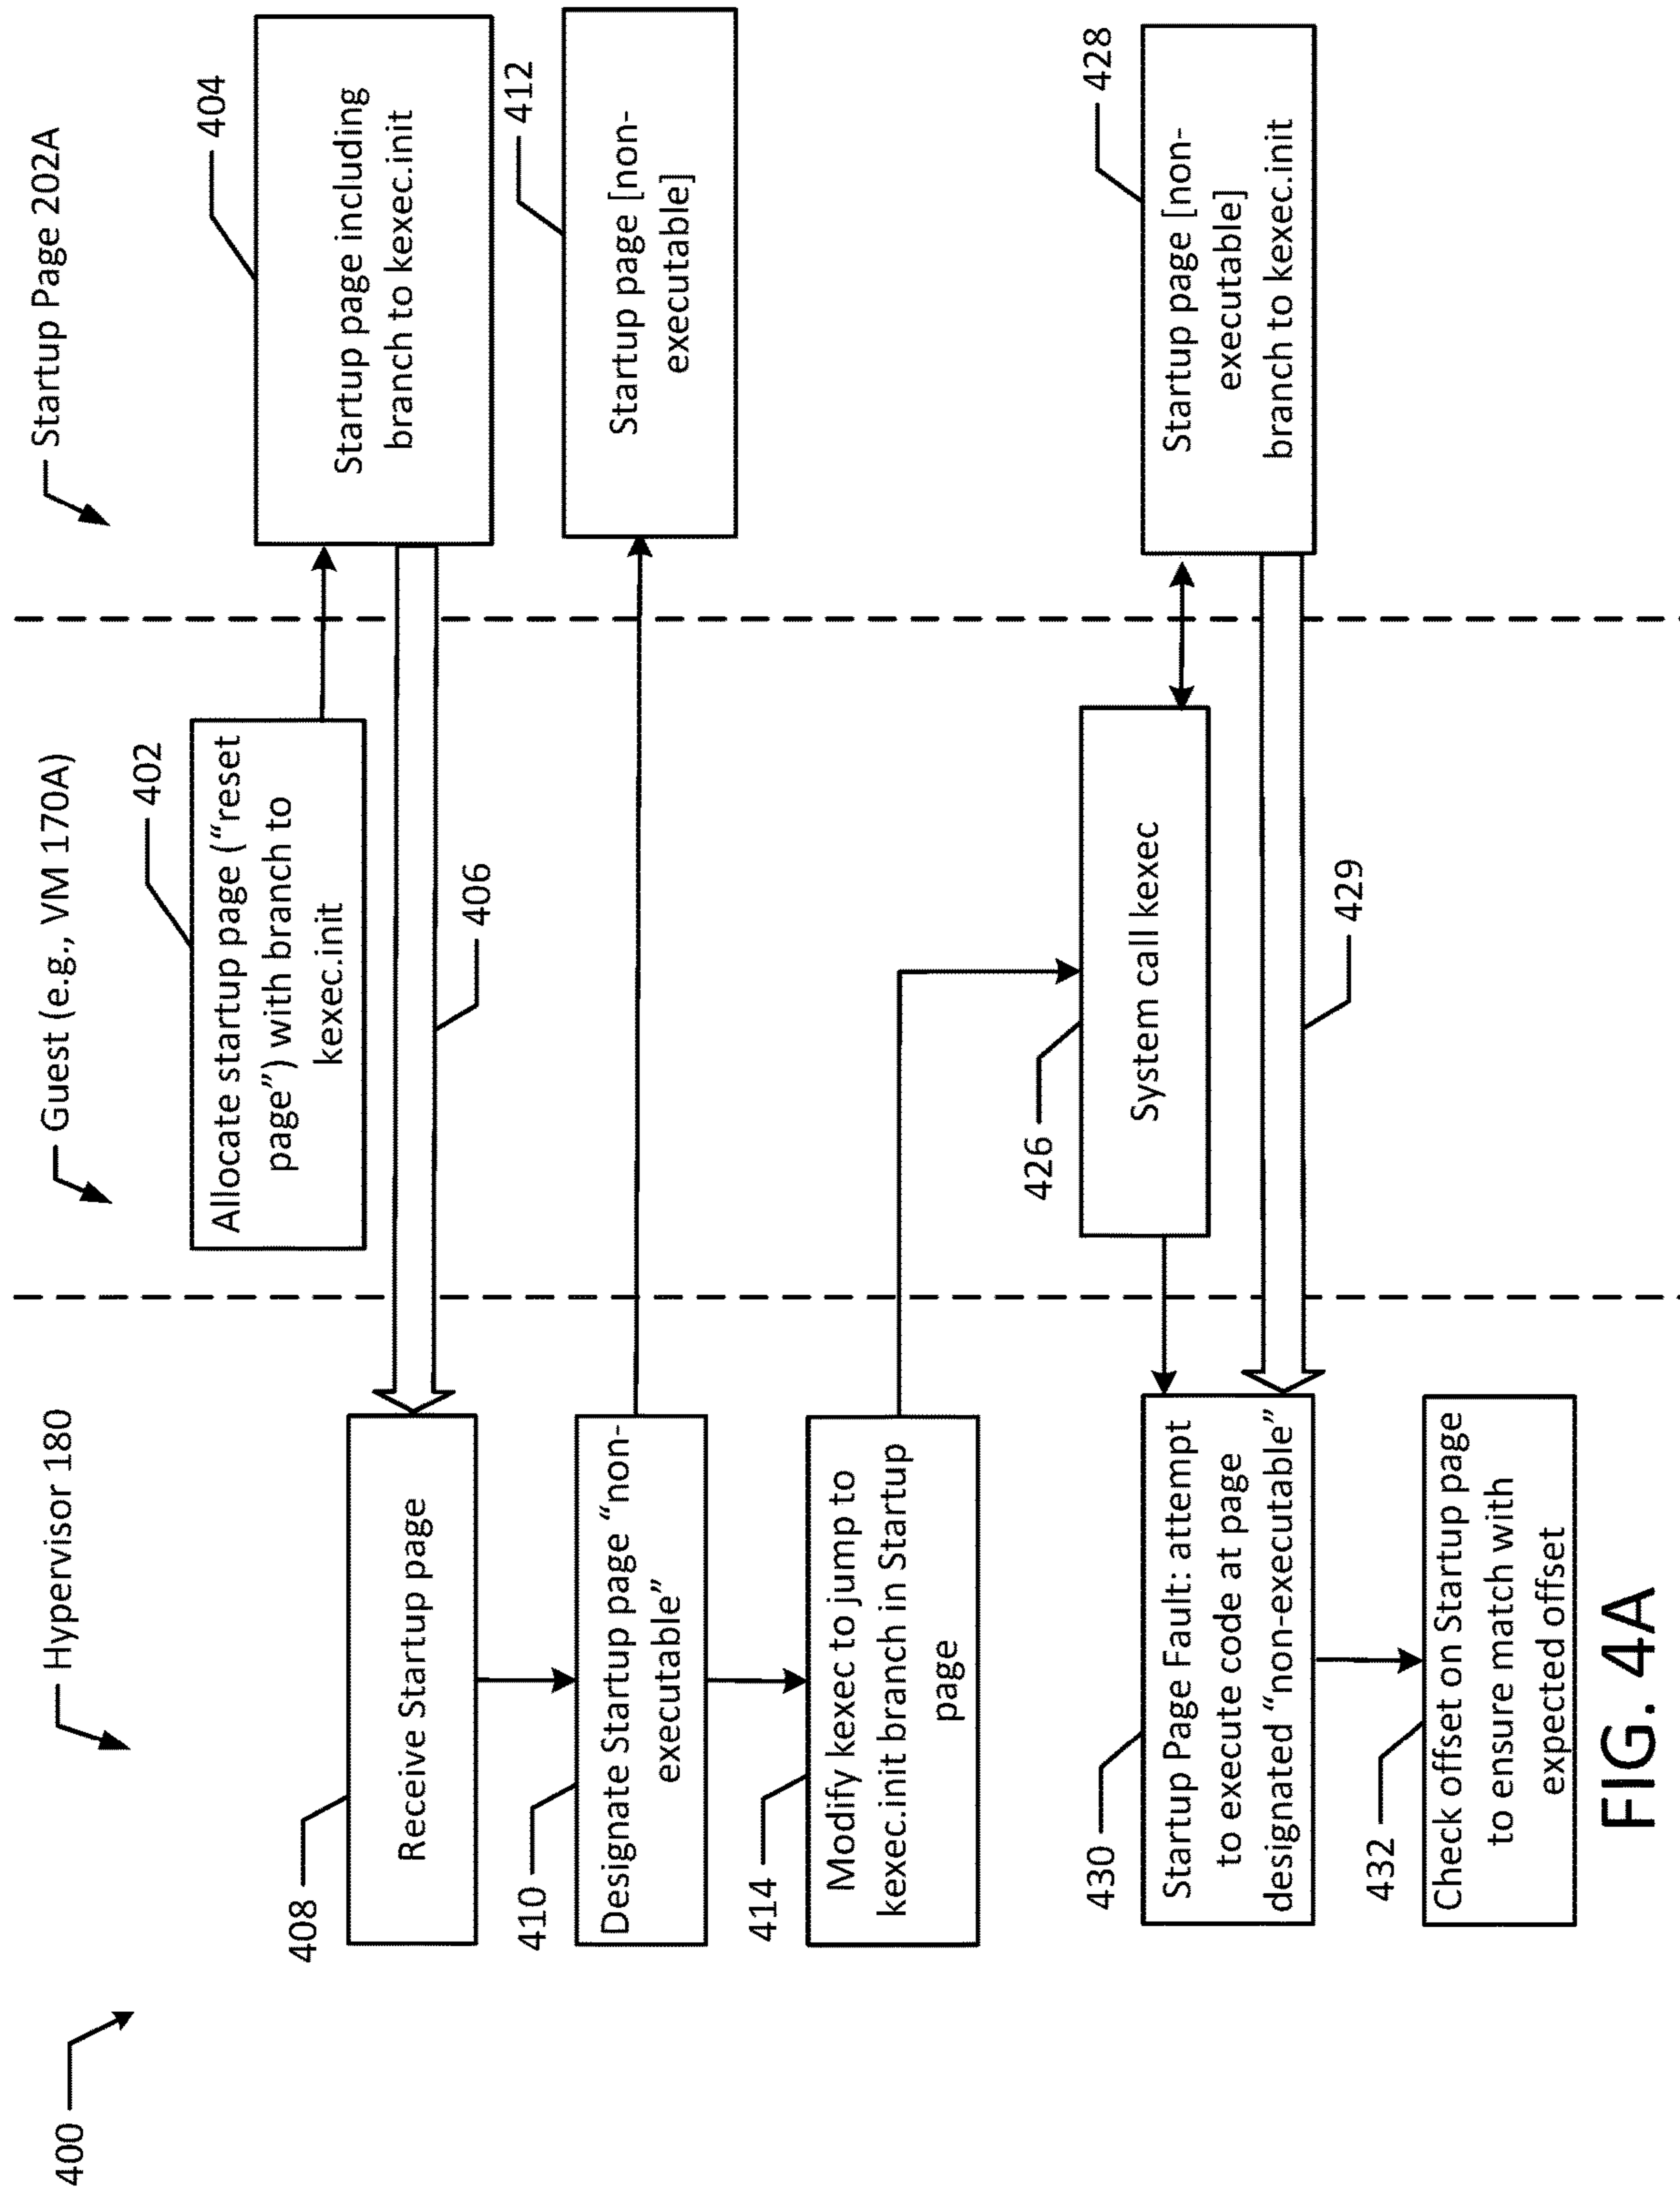 400
Hypervisor 180
Guest (e.g., VM 170A)
Startup Page 202A
402
Allocate startup page (“reset
page”) with branch to
kexec.init
404
Startup page including
branch to kexec.init
406
408
Receive Startup page
410
Designate Startup page “non-
executable”
412
Startup page [non-
executable]
414
Modify kexec to jump to
kexec.init branch in Startup
page
426
System call kexec
428
Startup page [non-
executable]
branch to kexec.init
429
430
Startup Page Fault: attempt
to execute code at page
designated “non-executable”
432
Check offset on Startup page
to ensure match with
expected offset
FIG. 4A